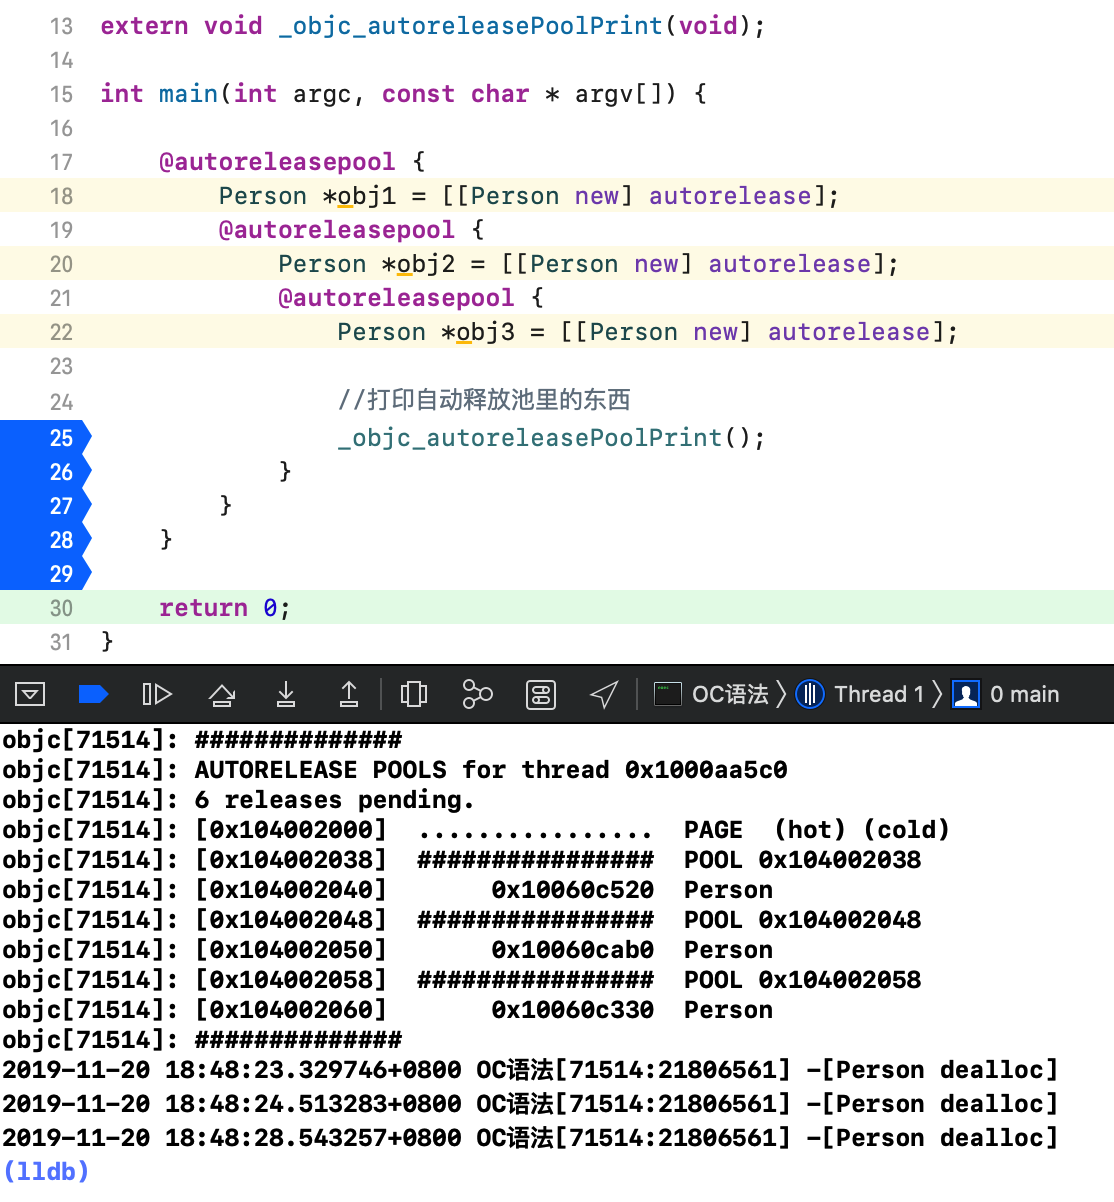 13 extern void _objc_autoreleasePoolPrint(void);
14
15 int main(int argc, const char * argv[]) {
16
17     @autoreleasepool {
18         Person *obj1 = [[Person new] autorelease];
19         @autoreleasepool {
20             Person *obj2 = [[Person new] autorelease];
21             @autoreleasepool {
22                 Person *obj3 = [[Person new] autorelease];
23
24                 //打印自动释放池里的东西
25                 _objc_autoreleasePoolPrint();
26             }
27         }
28     }
29
30     return 0;
31 }
OC语法 Thread 1 0 main
objc[71514]: ##############
objc[71514]: AUTORELEASE POOLS for thread 0x1000aa5c0
objc[71514]: 6 releases pending.
objc[71514]: [0x104002000]  ................  PAGE  (hot) (cold)
objc[71514]: [0x104002038]  ################  POOL 0x104002038
objc[71514]: [0x104002040]       0x10060c520  Person
objc[71514]: [0x104002048]  ################  POOL 0x104002048
objc[71514]: [0x104002050]       0x10060cab0  Person
objc[71514]: [0x104002058]  ################  POOL 0x104002058
objc[71514]: [0x104002060]       0x10060c330  Person
objc[71514]: ##############
2019-11-20 18:48:23.329746+0800 OC语法[71514:21806561] -[Person dealloc]
2019-11-20 18:48:24.513283+0800 OC语法[71514:21806561] -[Person dealloc]
2019-11-20 18:48:28.543257+0800 OC语法[71514:21806561] -[Person dealloc]
(lldb)